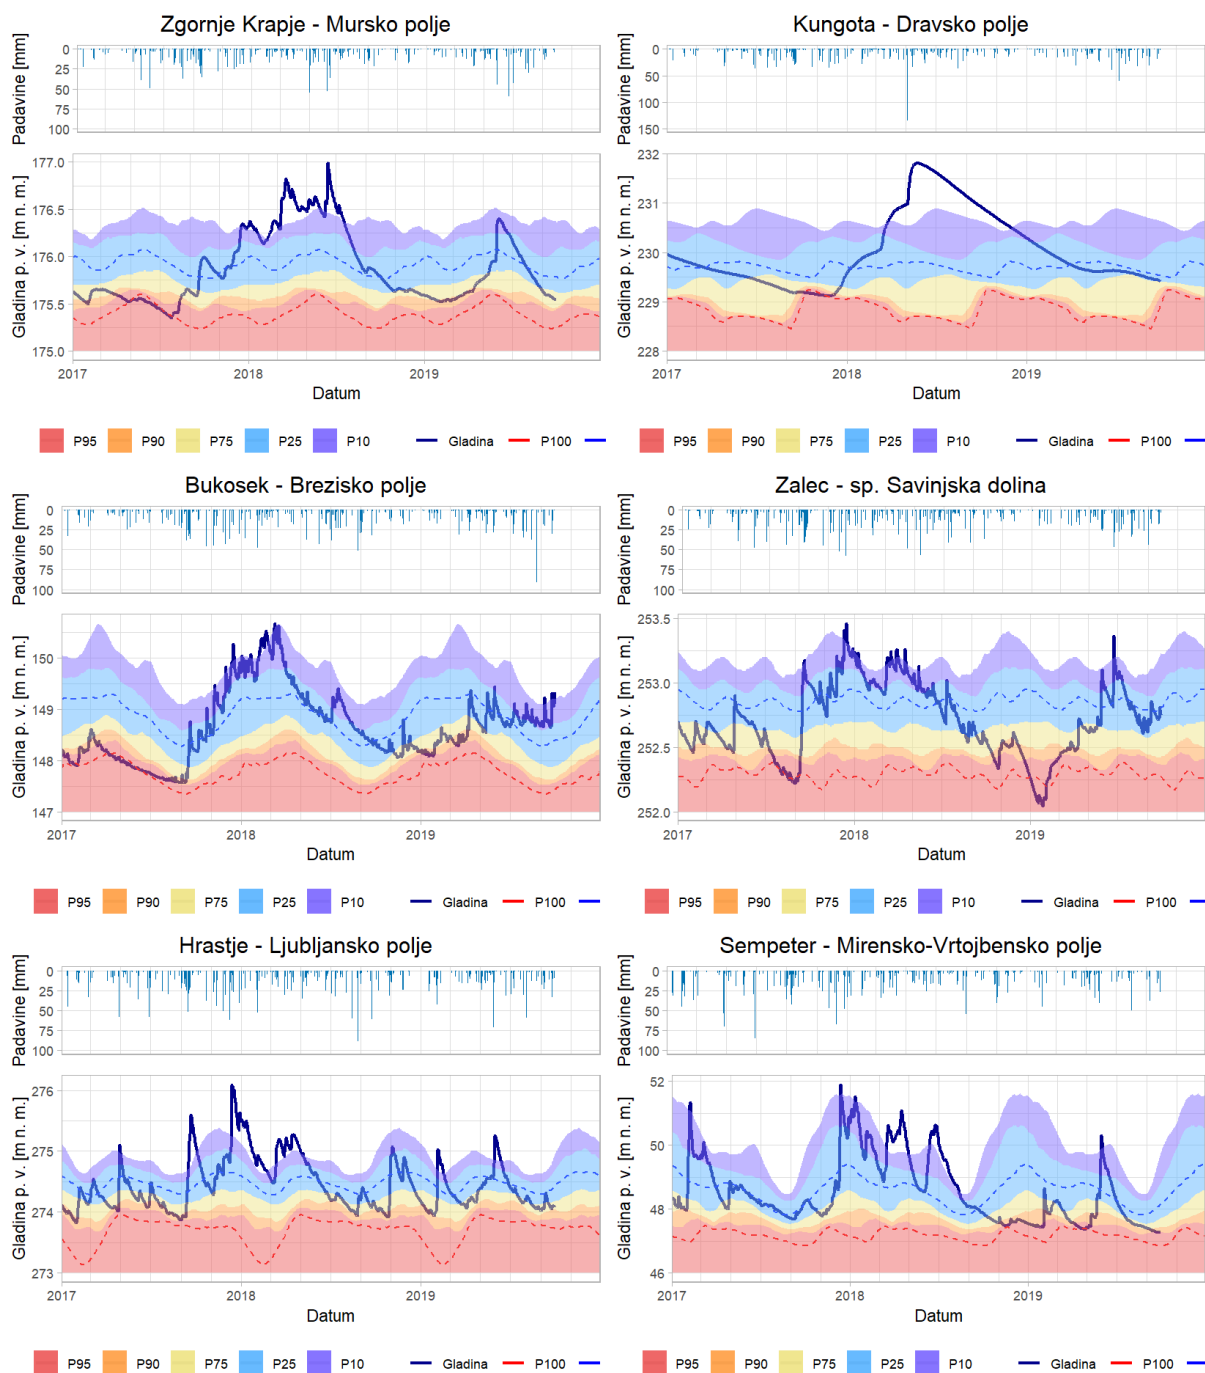 Zgornje Krapje - Mursko polje
Padavine [mm]
0
25
50
75
100
Gladina p. v. [m n. m.]
177.0
176.5
176.0
175.5
175.0
2017
2018
2019
Datum
P95
P90
P75
P25
P10
Gladina
P100
Kungota - Dravsko polje
Padavine [mm]
0
50
100
150
Gladina p. v. [m n. m.]
232
231
230
229
228
2017
2018
2019
Datum
P95
P90
P75
P25
P10
Gladina
P100
Bukosek - Brezisko polje
Padavine [mm]
0
25
50
75
100
Gladina p. v. [m n. m.]
150
149
148
147
2017
2018
2019
Datum
P95
P90
P75
P25
P10
Gladina
P100
Zalec - sp. Savinjska dolina
Padavine [mm]
0
25
50
75
100
Gladina p. v. [m n. m.]
253.5
253.0
252.5
252.0
2017
2018
2019
Datum
P95
P90
P75
P25
P10
Gladina
P100
Hrastje - Ljubljansko polje
Padavine [mm]
0
25
50
75
100
Gladina p. v. [m n. m.]
276
275
274
273
2017
2018
2019
Datum
P95
P90
P75
P25
P10
Gladina
P100
Sempeter - Mirensko-Vrtojbensko polje
Padavine [mm]
0
25
50
75
100
Gladina p. v. [m n. m.]
52
50
48
46
2017
2018
2019
Datum
P95
P90
P75
P25
P10
Gladina
P100